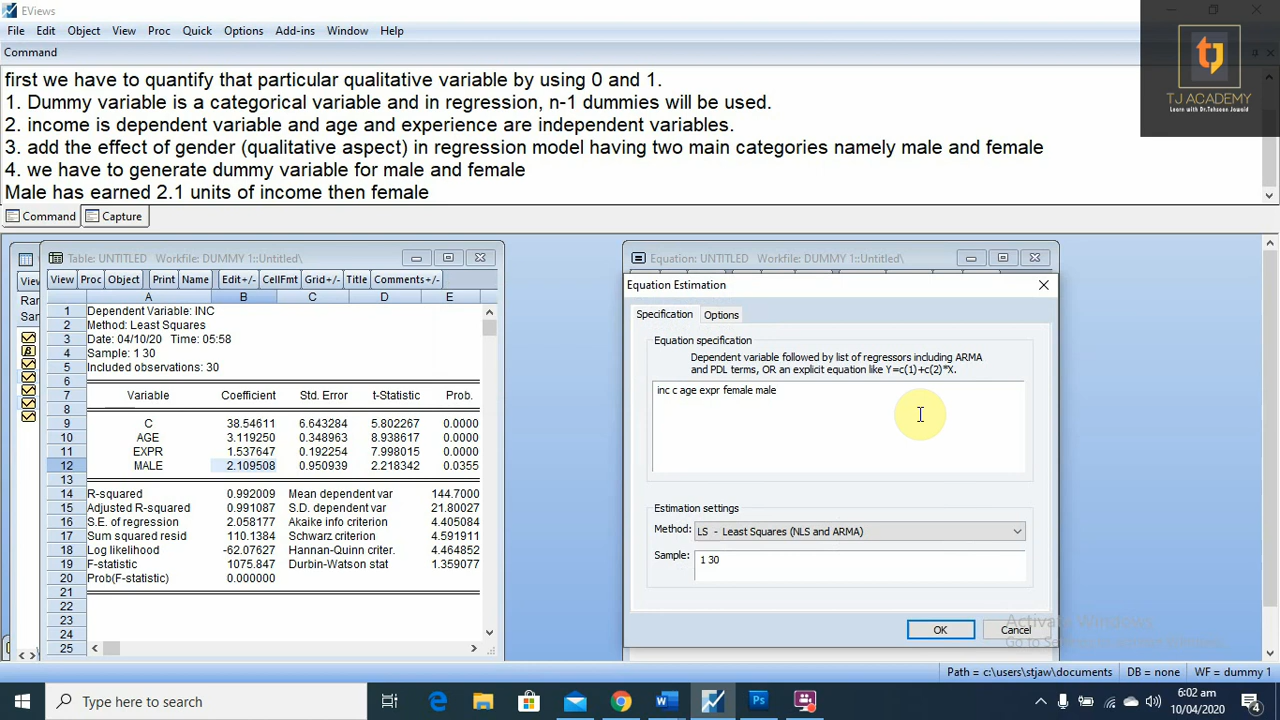 EViews
File Edit Object View Proc Quick Options Add-ins Window Help
Command
first we have to quantify that particular qualitative variable by using 0 and 1.
1. Dummy variable is a categorical variable and in regression, n-1 dummies will be used.
2. income is dependent variable and age and experience are independent variables.
3. add the effect of gender (qualitative aspect) in regression model having two main categories namely male and female
4. we have to generate dummy variable for male and female
Male has earned 2.1 units of income then female
TJ ACADEMY
Learn with Dr.Tehseen Jawaid
Command Capture
Table: UNTITLED Workfile: DUMMY 1::Untitled\
View Proc Object Print Name Edit+/- CellFmt Grid+/- Title Comments+/-
A B C D E
1 Dependent Variable: INC
2 Method: Least Squares
3 Date: 04/10/20 Time: 05:58
4 Sample: 1 30
5 Included observations: 30
6
7 Variable Coefficient Std. Error t-Statistic Prob.
8
9 C 38.54611 6.643284 5.802267 0.0000
10 AGE 3.119250 0.348963 8.938617 0.0000
11 EXPR 1.537647 0.192254 7.998015 0.0000
12 MALE 2.109508 0.950939 2.218342 0.0355
13
14 R-squared 0.992009 Mean dependent var 144.7000
15 Adjusted R-squared 0.991087 S.D. dependent var 21.80027
16 S.E. of regression 2.058177 Akaike info criterion 4.405084
17 Sum squared resid 110.1384 Schwarz criterion 4.591911
18 Log likelihood -62.07627 Hannan-Quinn criter. 4.464852
19 F-statistic 1075.847 Durbin-Watson stat 1.359077
20 Prob(F-statistic) 0.000000
21
22
23
24
25
Equation: UNTITLED Workfile: DUMMY 1::Untitled\
Equation Estimation
Specification Options
Equation specification
Dependent variable followed by list of regressors including ARMA
and PDL terms, OR an explicit equation like Y=c(1)+c(2)*X.
inc c age expr female male
Estimation settings
Method: LS - Least Squares (NLS and ARMA)
Sample: 1 30
OK Cancel
Activate Windows
Path = c:\users\stjaw\documents DB = none WF = dummy 1
Type here to search
6:02 am
10/04/2020
4